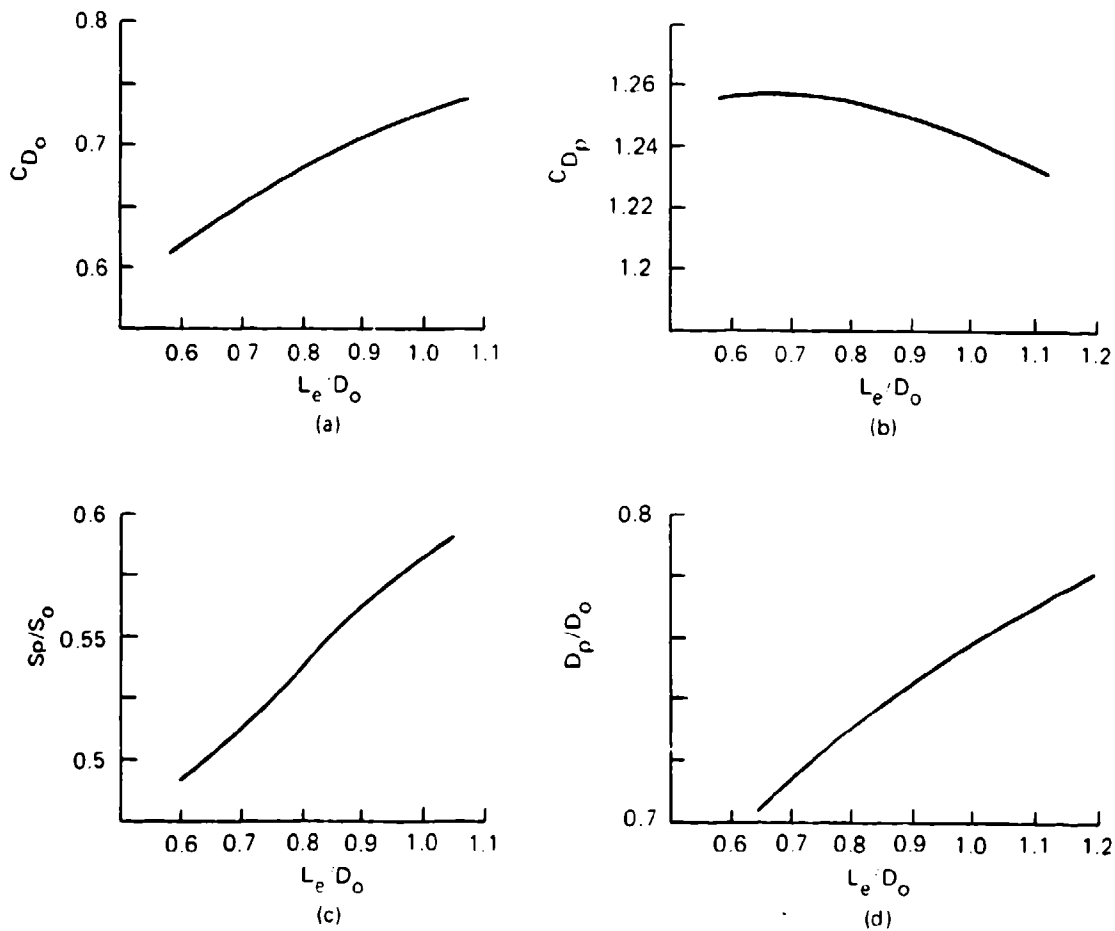 0.8
0.7
0.6
C_Do
0.6 0.7 0.8 0.9 1.0 1.1
L_e/D_o
(a)
1.26
1.24
1.22
1.2
C_Dp
0.6 0.7 0.8 0.9 1.0 1.1 1.2
L_e/D_o
(b)
0.6
0.55
0.5
Sp/S_o
0.6 0.7 0.8 0.9 1.0 1.1
L_e/D_o
(c)
0.8
0.7
D_p/D_o
0.6 0.7 0.8 0.9 1.0 1.1 1.2
L_e/D_o
(d)